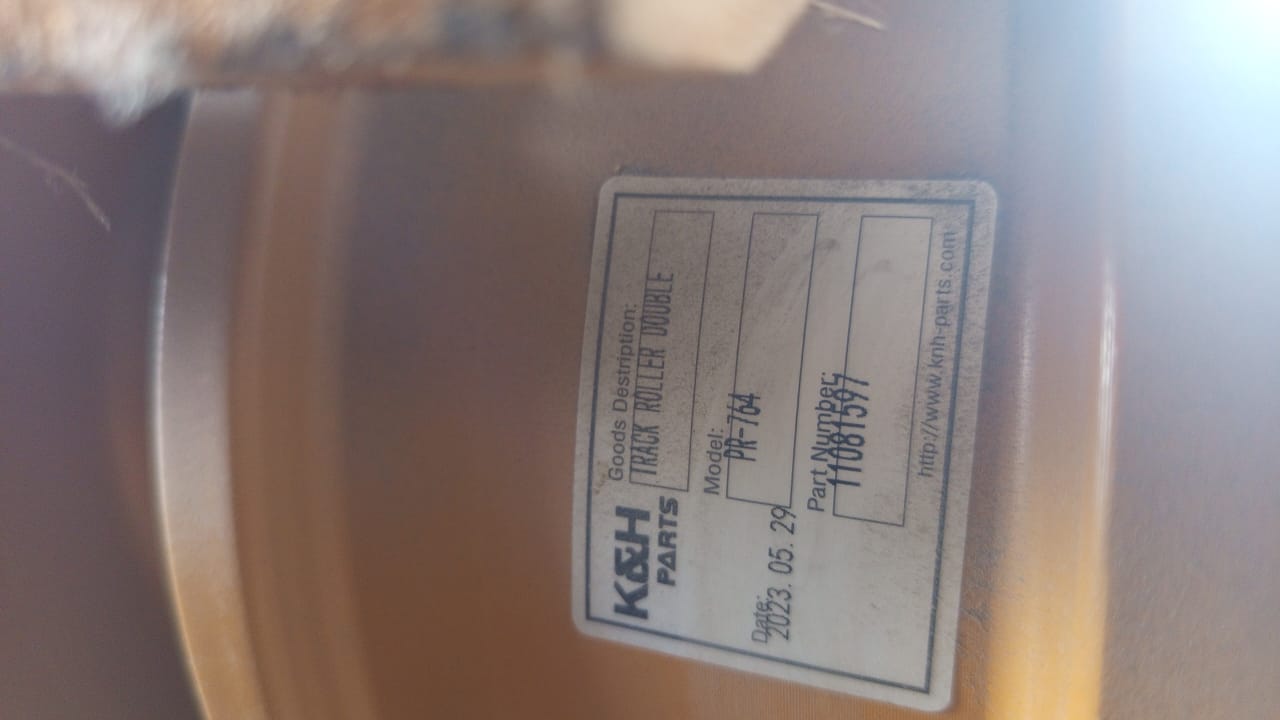 K&H
PARTS
Goods Destription:
TRACK ROLLER DOUBLE
Model:
PR-764
Date:
2023. 05. 29
Part Number:
11081597
http://www.knh-parts.com